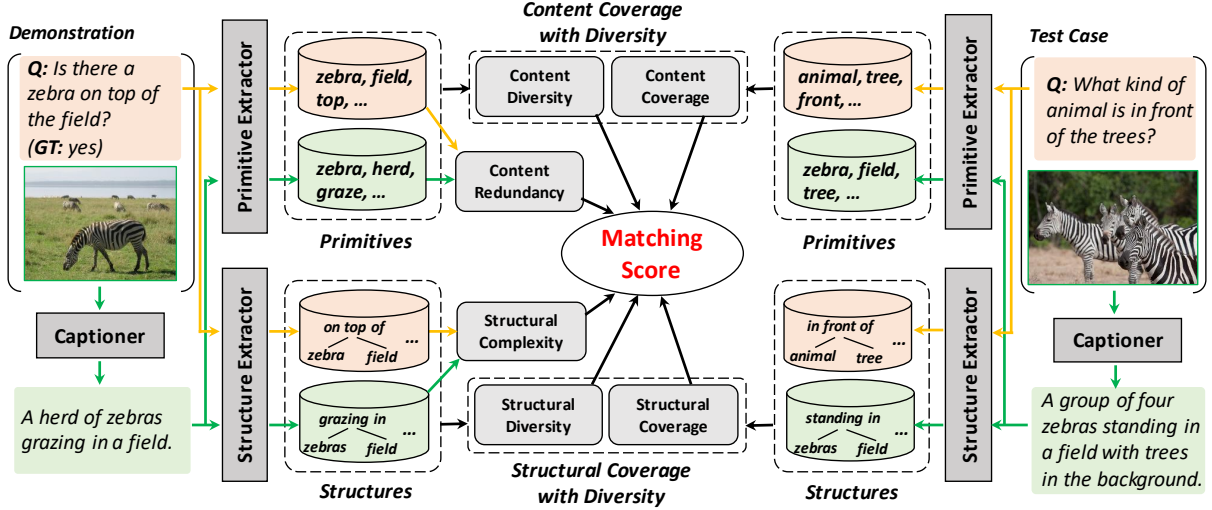 Demonstration
Q: Is there a
zebra on top of
the field?
(GT: yes)
Captioner
A herd of zebras
grazing in a field.
Primitive Extractor
Structure Extractor
zebra, field,
top, ...
zebra, herd,
graze, ...
Primitives
on top of
zebra
field
...
grazing in
zebras
field
...
Structures
Content Coverage
with Diversity
Content
Diversity
Content
Coverage
Content
Redundancy
Matching
Score
Structural
Complexity
Structural
Diversity
Structural
Coverage
Structural Coverage
with Diversity
animal, tree,
front, ...
zebra, field,
tree, ...
Primitives
in front of
animal
tree
...
standing in
zebras
field
...
Structures
Primitive Extractor
Structure Extractor
Test Case
Q: What kind of
animal is in front
of the trees?
Captioner
A group of four
zebras standing in
a field with trees
in the background.